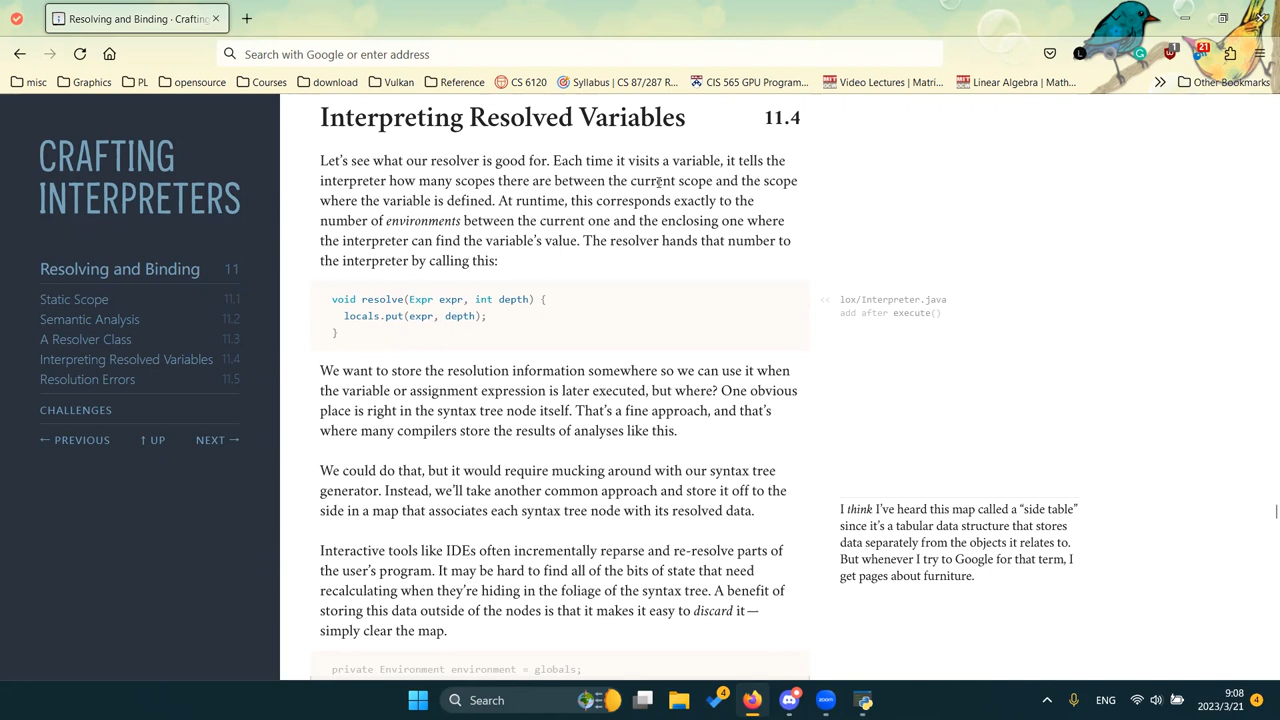 Resolving and Binding · Crafting
Search with Google or enter address
L
G
1
21
misc
Graphics
PL
opensource
Courses
download
Vulkan
Reference
CS 6120
Syllabus | CS 87/287 R...
CIS 565 GPU Program...
Video Lectures | Matri...
Linear Algebra | Math...
Other Bookmarks
CRAFTING
INTERPRETERS
Resolving and Binding 11
Static Scope 11.1
Semantic Analysis 11.2
A Resolver Class 11.3
Interpreting Resolved Variables 11.4
Resolution Errors 11.5
CHALLENGES
← PREVIOUS ↑ UP NEXT →
Interpreting Resolved Variables 11.4
Let's see what our resolver is good for. Each time it visits a variable, it tells the
interpreter how many scopes there are between the current scope and the scope
where the variable is defined. At runtime, this corresponds exactly to the
number of environments between the current one and the enclosing one where
the interpreter can find the variable's value. The resolver hands that number to
the interpreter by calling this:
void resolve(Expr expr, int depth) {
locals.put(expr, depth);
}
<< lox/Interpreter.java
add after execute()
We want to store the resolution information somewhere so we can use it when
the variable or assignment expression is later executed, but where? One obvious
place is right in the syntax tree node itself. That's a fine approach, and that's
where many compilers store the results of analyses like this.
We could do that, but it would require mucking around with our syntax tree
generator. Instead, we'll take another common approach and store it off to the
side in a map that associates each syntax tree node with its resolved data.
I think I've heard this map called a “side table”
since it's a tabular data structure that stores
data separately from the objects it relates to.
But whenever I try to Google for that term, I
get pages about furniture.
Interactive tools like IDEs often incrementally reparse and re-resolve parts of
the user's program. It may be hard to find all of the bits of state that need
recalculating when they're hiding in the foliage of the syntax tree. A benefit of
storing this data outside of the nodes is that it makes it easy to discard it—
simply clear the map.
private Environment environment = globals;
Search
4
zoom
ENG
9:08
2023/3/21
4